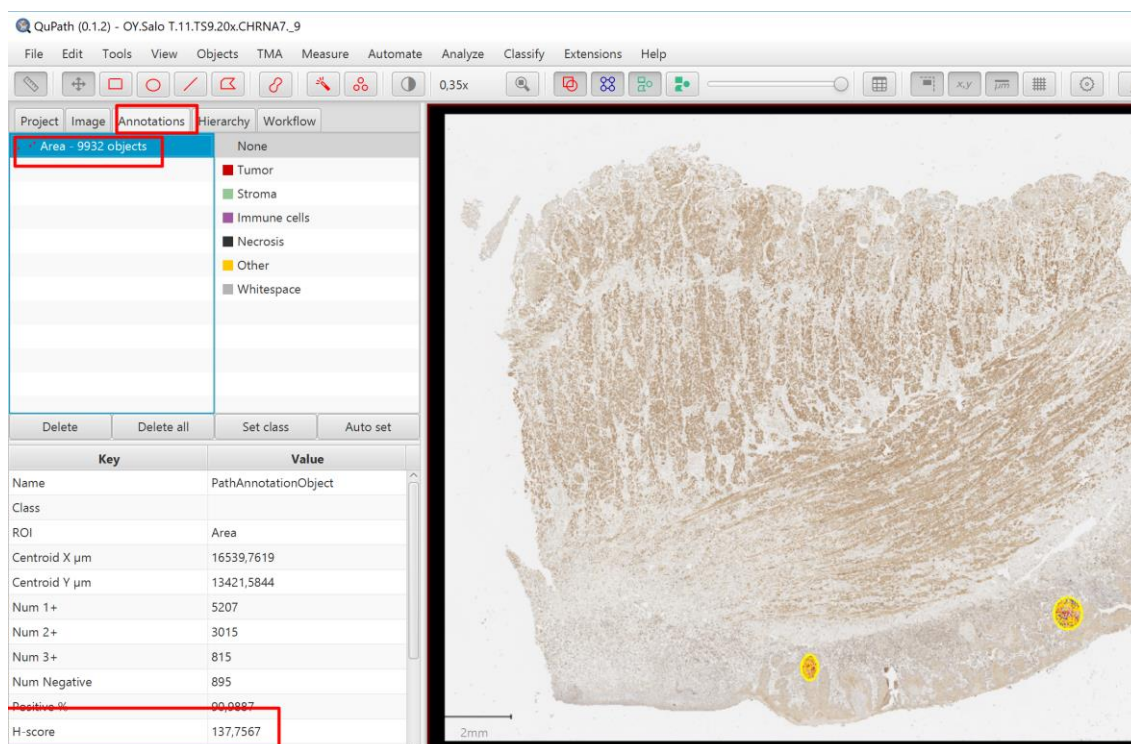 QuPath (0.1.2) - OY.Salo T.11.TS9.20x.CHRNA7._9
File Edit Tools View Objects TMA Measure Automate Analyze Classify Extensions Help
0,35x x,y μm
Project Image Annotations Hierarchy Workflow
Area - 9932 objects None
Tumor
Stroma
Immune cells
Necrosis
Other
Whitespace
Delete Delete all Set class Auto set
Key Value
Name PathAnnotationObject
Class
ROI Area
Centroid X μm 16539,7619
Centroid Y μm 13421,5844
Num 1+ 5207
Num 2+ 3015
Num 3+ 815
Num Negative 895
Positive % 90,9887
H-score 137,7567
2mm